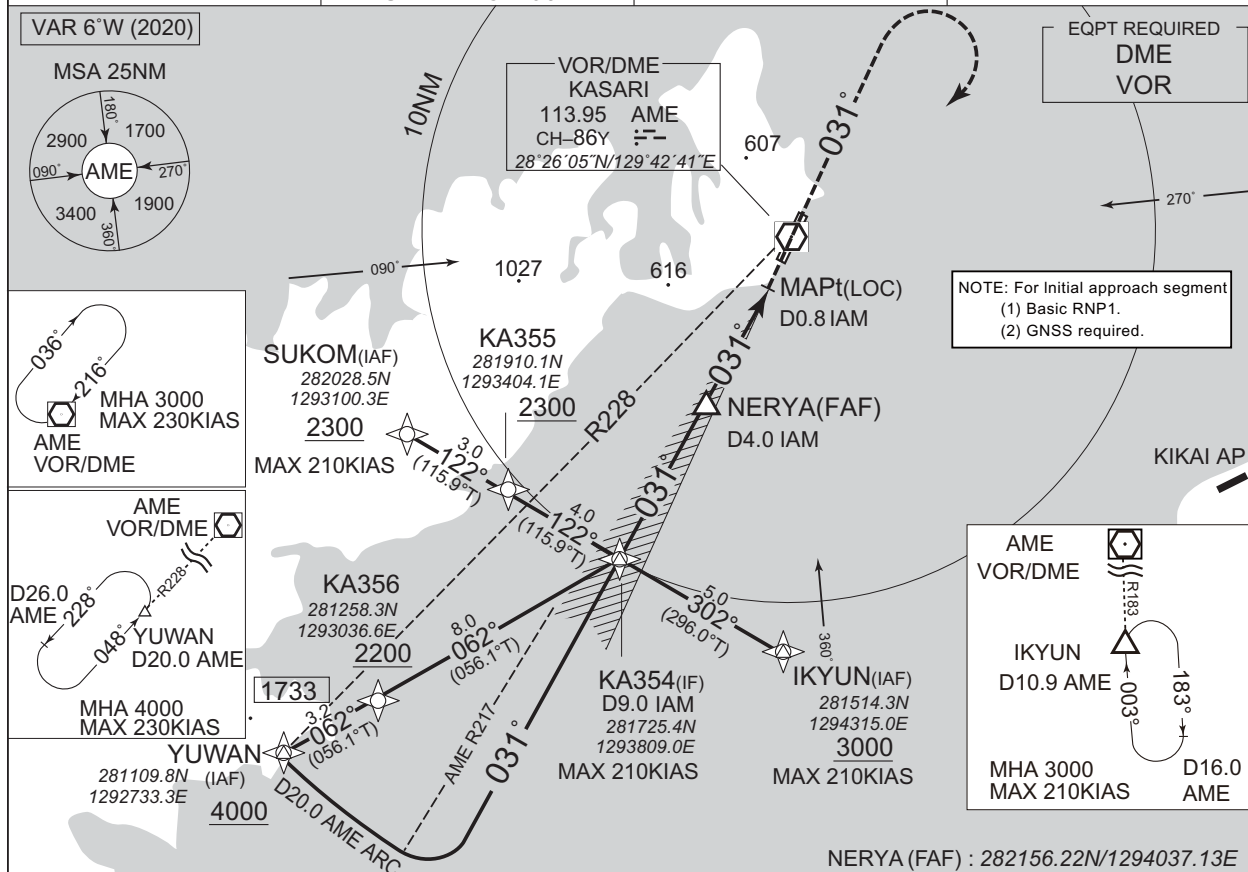 VAR 6°W (2020)
MSA 25NM
180°
2900
1700
090°
AME
270°
3400
1900
360°
10NM
VOR/DME
KASARI
113.95 AME
CH–86Y
28°26′05″N/129°42′41″E
607
031°
EQPT REQUIRED
DME
VOR
270°
090°
1027
616
MAPt(LOC)
D0.8 IAM
NOTE: For Initial approach segment
(1) Basic RNP1.
(2) GNSS required.
036°
216°
MHA 3000
MAX 230KIAS
AME
VOR/DME
SUKOM(IAF)
282028.5N
1293100.3E
2300
MAX 210KIAS
KA355
281910.1N
1293404.1E
2300
R228
031°
NERYA(FAF)
D4.0 IAM
KIKAI AP
3.0
122°
(115.9°T)
4.0
122°
(115.9°T)
031°
AME
VOR/DME
D26.0
AME
228°
R228
048°
YUWAN
D20.0 AME
MHA 4000
MAX 230KIAS
KA356
281258.3N
1293036.6E
2200
8.0
062°
(056.1°T)
5.0
302°
(296.0°T)
360°
1733
3.2
062°
(056.1°T)
YUWAN
(IAF)
281109.8N
1292733.3E
4000
D20.0 AME ARC
AME R217
031°
KA354(IF)
D9.0 IAM
281725.4N
1293809.0E
MAX 210KIAS
IKYUN(IAF)
281514.3N
1294315.0E
3000
MAX 210KIAS
AME
VOR/DME
R183
IKYUN
D10.9 AME
003°
183°
MHA 3000
MAX 210KIAS
D16.0
AME
NERYA (FAF) : 282156.22N/1294037.13E